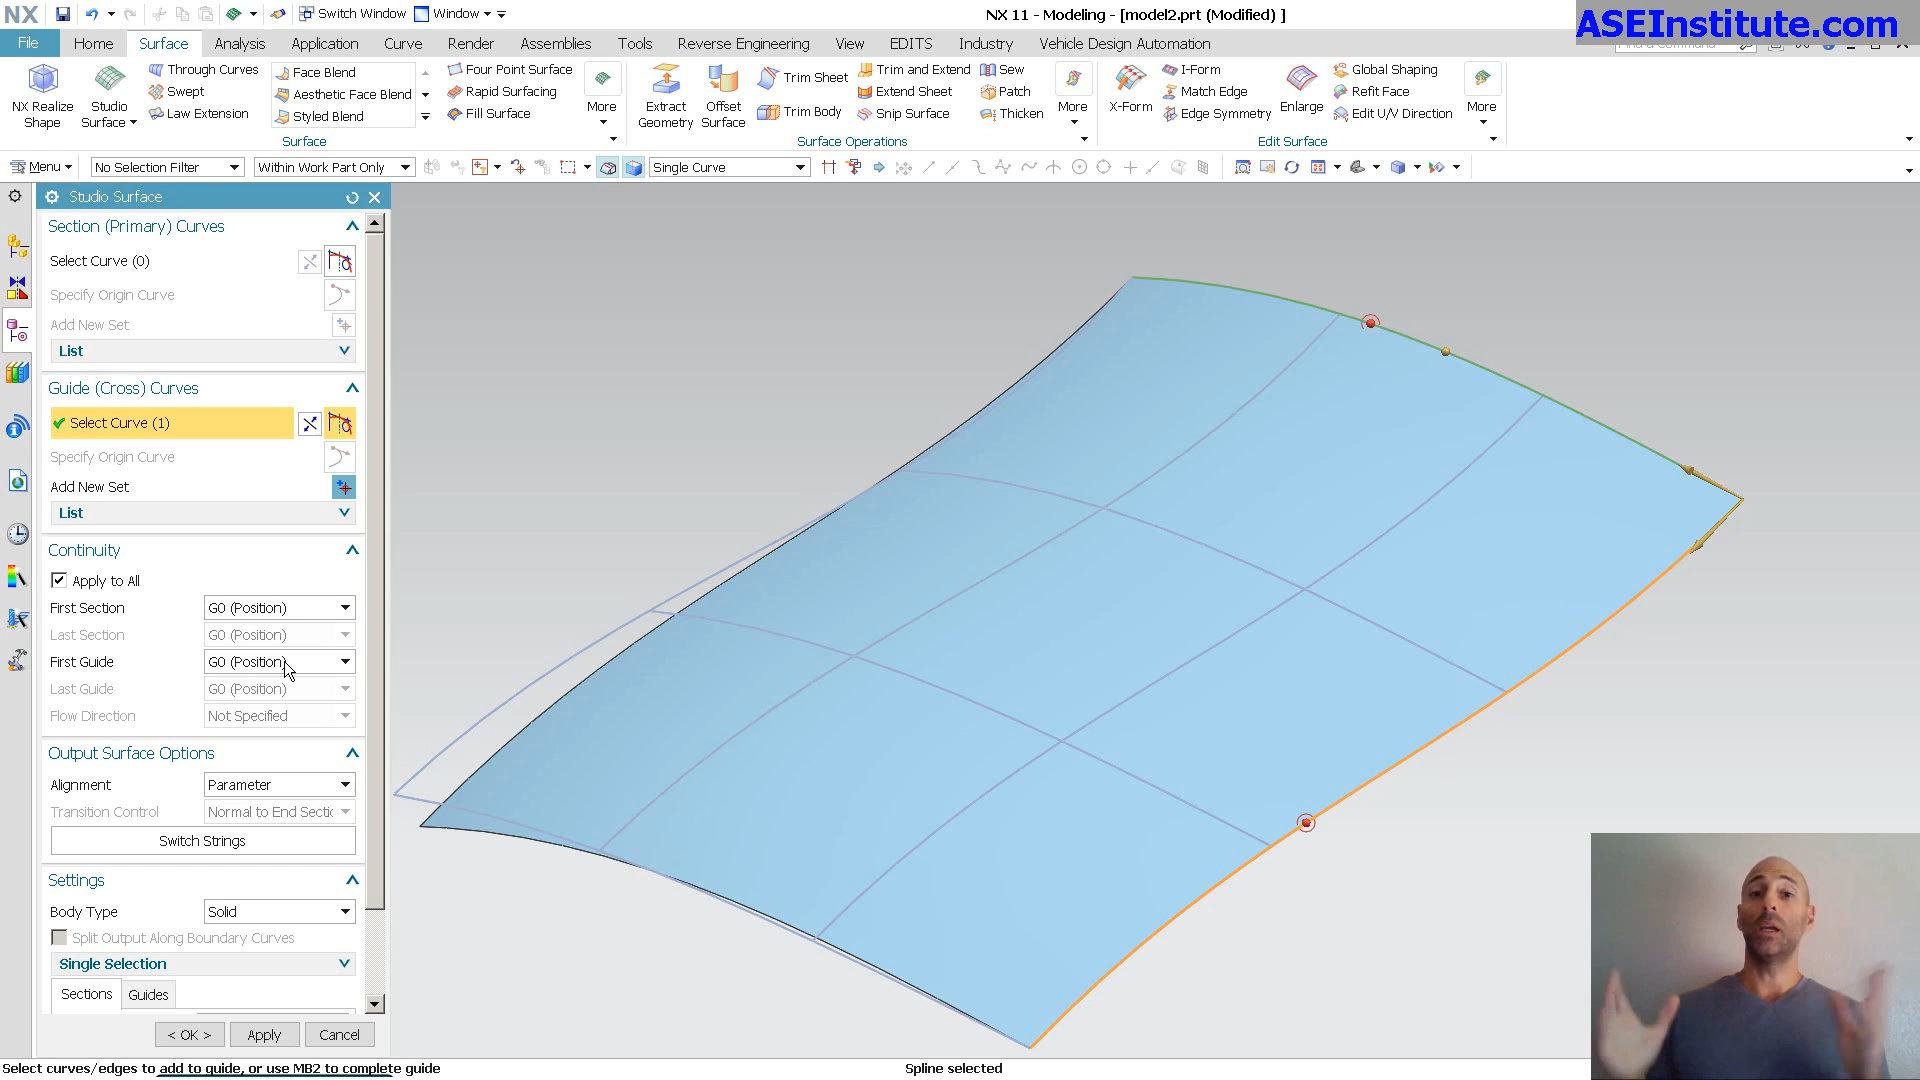 NX Switch Window Window NX 11 - Modeling - [model2.prt (Modified) ]
ASEInstitute.com
File Home Surface Analysis Application Curve Render Assemblies Tools Reverse Engineering View EDITS Industry Vehicle Design Automation
NX Realize Shape
Studio Surface
Through Curves
Swept
Law Extension
Face Blend
Aesthetic Face Blend
Styled Blend
Four Point Surface
Rapid Surfacing
Fill Surface
More
Surface
Extract Geometry
Offset Surface
Trim Sheet
Trim Body
Trim and Extend
Extend Sheet
Snip Surface
Sew
Patch
Thicken
More
Surface Operations
X-Form
I-Form
Match Edge
Edge Symmetry
Enlarge
Global Shaping
Refit Face
Edit U/V Direction
More
Edit Surface
Menu No Selection Filter Within Work Part Only Single Curve
Studio Surface
Section (Primary) Curves
Select Curve (0)
Specify Origin Curve
Add New Set
List
Guide (Cross) Curves
Select Curve (1)
Specify Origin Curve
Add New Set
List
Continuity
Apply to All
First Section G0 (Position)
Last Section G0 (Position)
First Guide G0 (Position)
Last Guide G0 (Position)
Flow Direction Not Specified
Output Surface Options
Alignment Parameter
Transition Control Normal to End Sectic
Switch Strings
Settings
Body Type Solid
Split Output Along Boundary Curves
Single Selection
Sections Guides
< OK > Apply Cancel
Select curves/edges to add to guide, or use MB2 to complete guide Spline selected